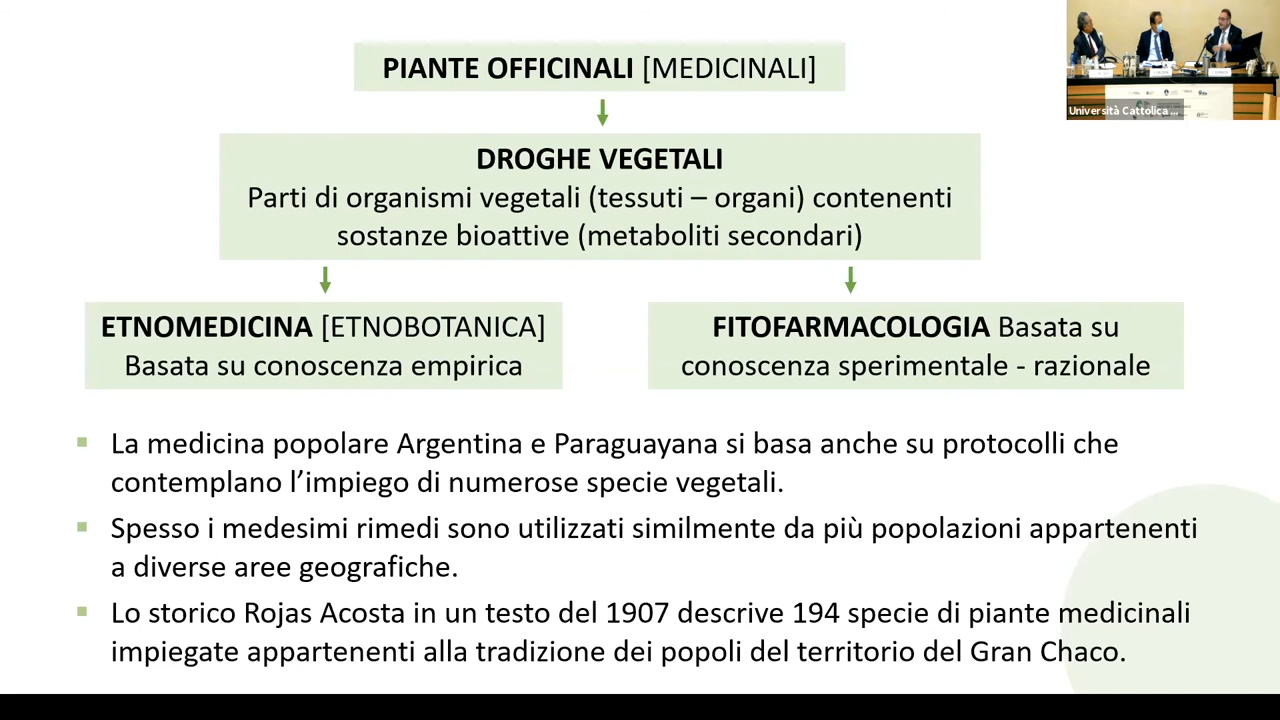 PIANTE OFFICINALI [MEDICINALI]
DROGHE VEGETALI
Parti di organismi vegetali (tessuti – organi) contenenti
sostanze bioattive (metaboliti secondari)
ETNOMEDICINA [ETNOBOTANICA]
Basata su conoscenza empirica
FITOFARMACOLOGIA Basata su
conoscenza sperimentale - razionale
La medicina popolare Argentina e Paraguayana si basa anche su protocolli che
contemplano l’impiego di numerose specie vegetali.
Spesso i medesimi rimedi sono utilizzati similmente da più popolazioni appartenenti
a diverse aree geografiche.
Lo storico Rojas Acosta in un testo del 1907 descrive 194 specie di piante medicinali
impiegate appartenenti alla tradizione dei popoli del territorio del Gran Chaco.
Università Cattolica ...